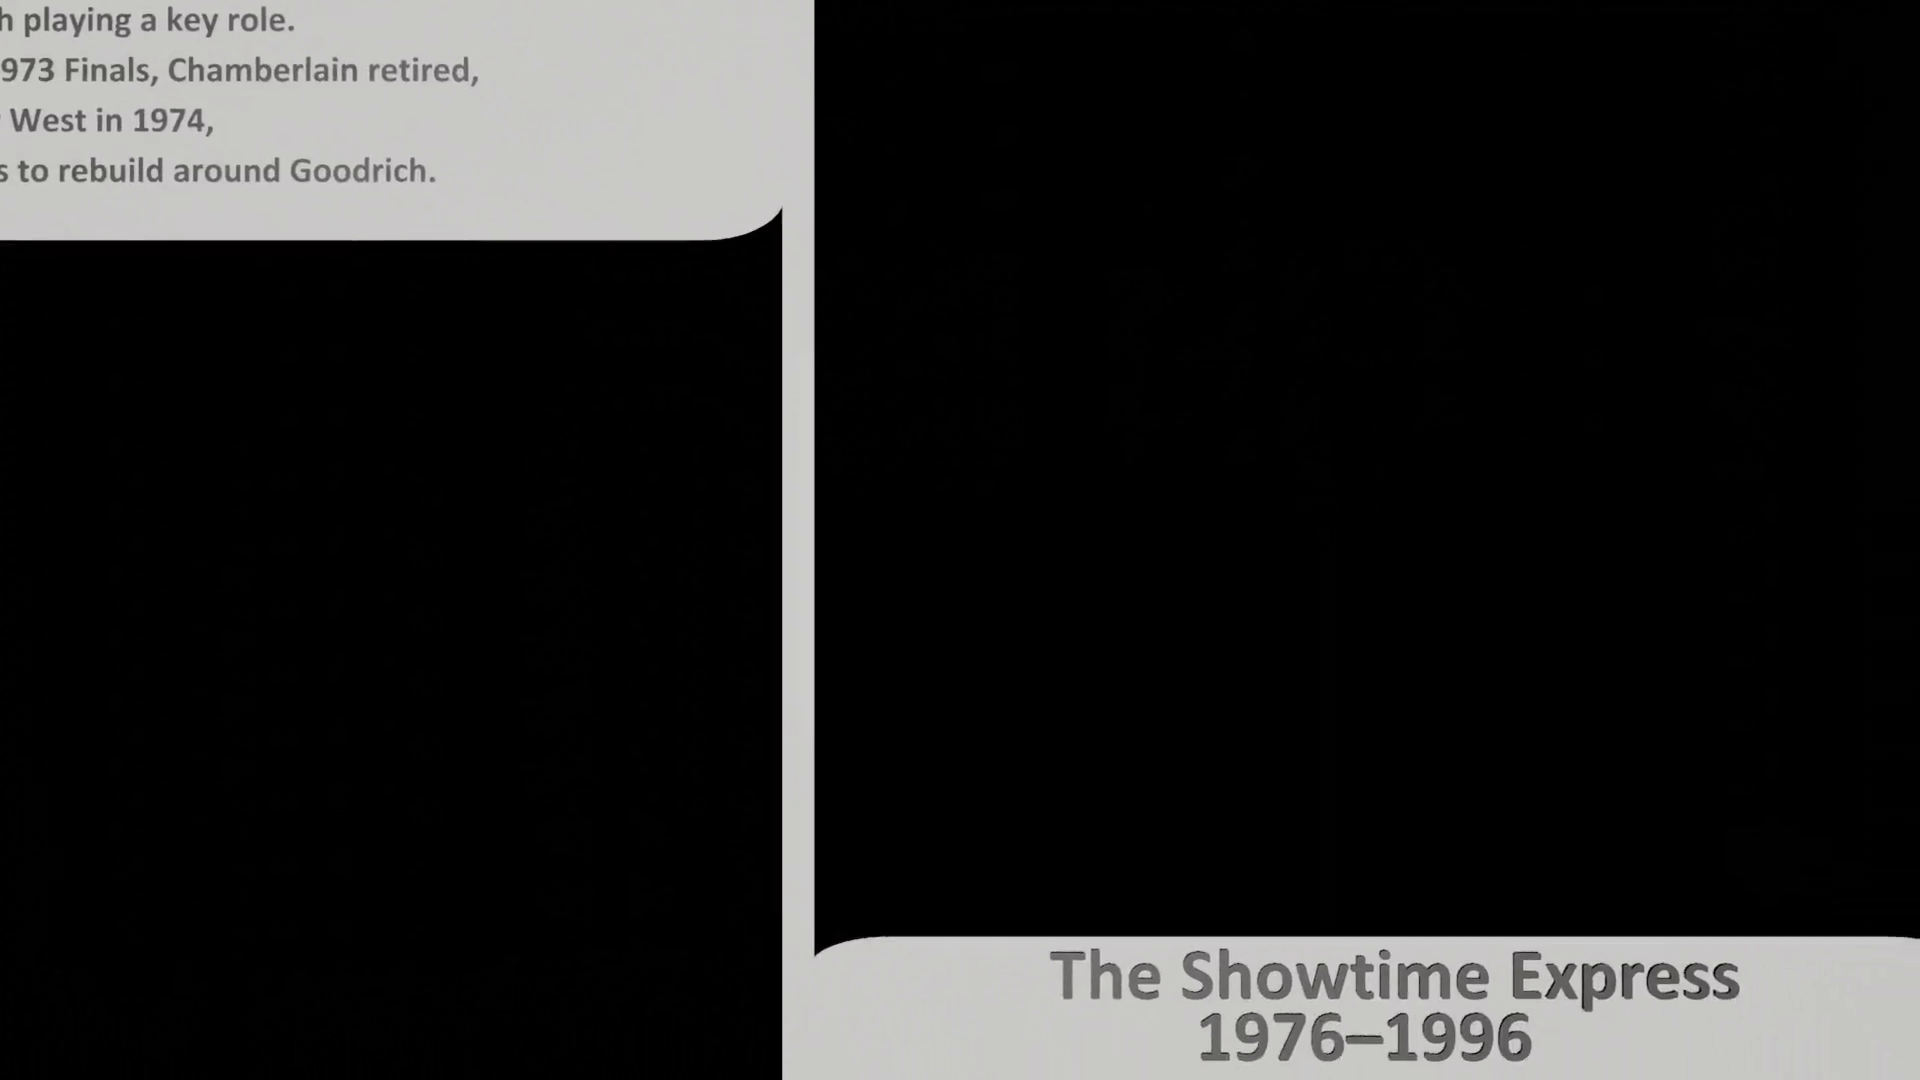 playing a key role.
973 Finals, Chamberlain retired,
West in 1974,
to rebuild around Goodrich.
The Showtime Express
1976–1996